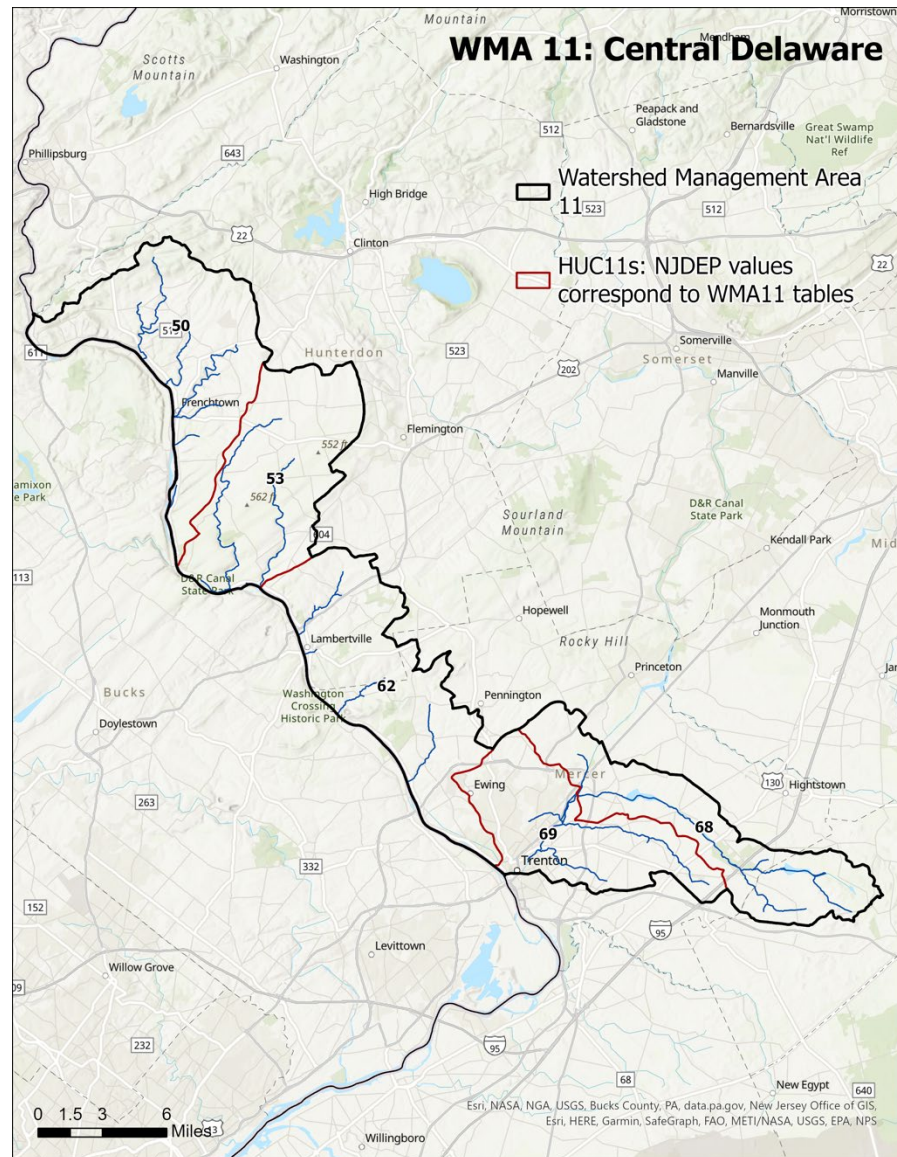 Mountain
Morristown
Mendham
WMA 11: Central Delaware
Scotts
Mountain
Washington
Peapack and
Gladstone
Bernardsville
512
Great Swamp
Nat'l Wildlife
Ref
643
Phillipsburg
Watershed Management Area
11
High Bridge
523
512
22
Clinton
22
HUC11s: NJDEP values
correspond to WMA11 tables
50
523
Somerville
611
Hunterdon
Somerset
202
Manville
Frenchtown
Flemington
552 ft
53
562 ft
State Park
D&R Canal
State Park
Sourland
Mountain
604
Kendall Park
113
D&R Canal
State Park
Hopewell
Monmouth
Junction
Lambertville
Rocky Hill
Princeton
Bucks
62
Washington
Crossing
Historic Park
Pennington
Doylestown
Mercer
130
Hightstown
Ewing
263
68
69
332
Trenton
152
95
Levittown
Willow Grove
232
95
68
New Egypt
640
0 1.5 3 6
Miles
Esri, NASA, NGA, USGS, Bucks County, PA, data.pa.gov, New Jersey Office of GIS,
Esri, HERE, Garmin, SafeGraph, FAO, METI/NASA, USGS, EPA, NPS
Willingboro